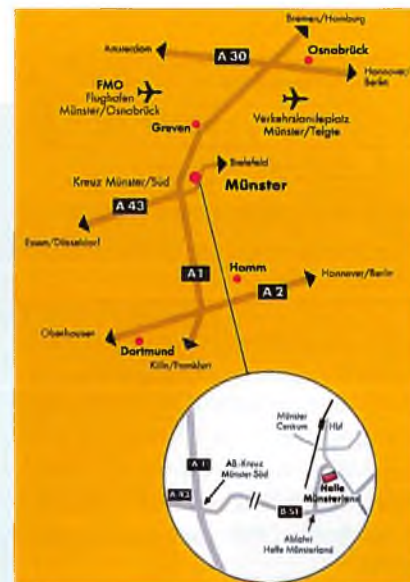 Bremen/Hamburg
Amsterdam
A 30
Osnabrück
Hannover/
Berlin
FMO
Flughafen
Münster/Osnabrück
Verkehrslandeplatz
Münster/Telgte
Greven
Bielefeld
Kreuz Münster/Süd
Münster
A 43
Essen/Düsseldorf
A 1
Hamm
Hannover/Berlin
A 2
Oberhausen
Dortmund
Köln/Frankfurt
Münster
Centrum
Hbf
A 1
AB-Kreuz
Münster Süd
A 43
Halle
Münsterland
B 51
Abfahrt
Halle Münsterland